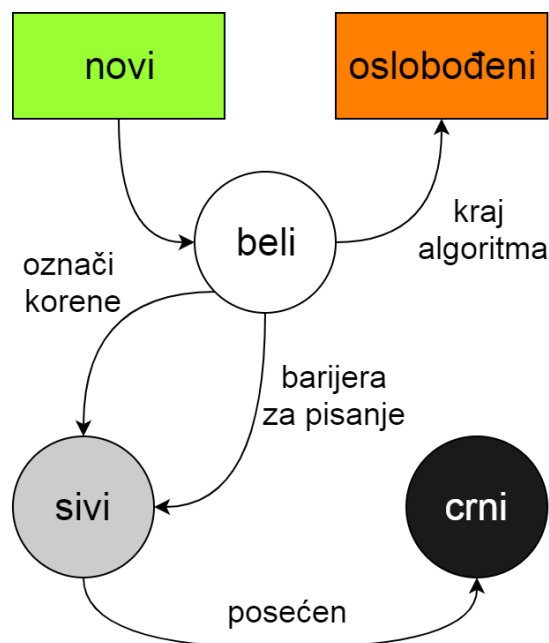 novi
oslobođeni
beli
kraj
algoritma
označi
korene
barijera
za pisanje
sivi
crni
posećen